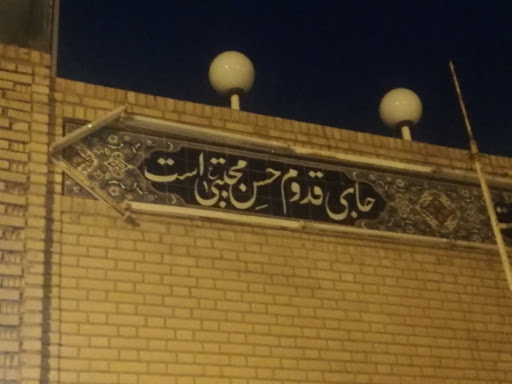 جای قدوم حسن مجتبی است